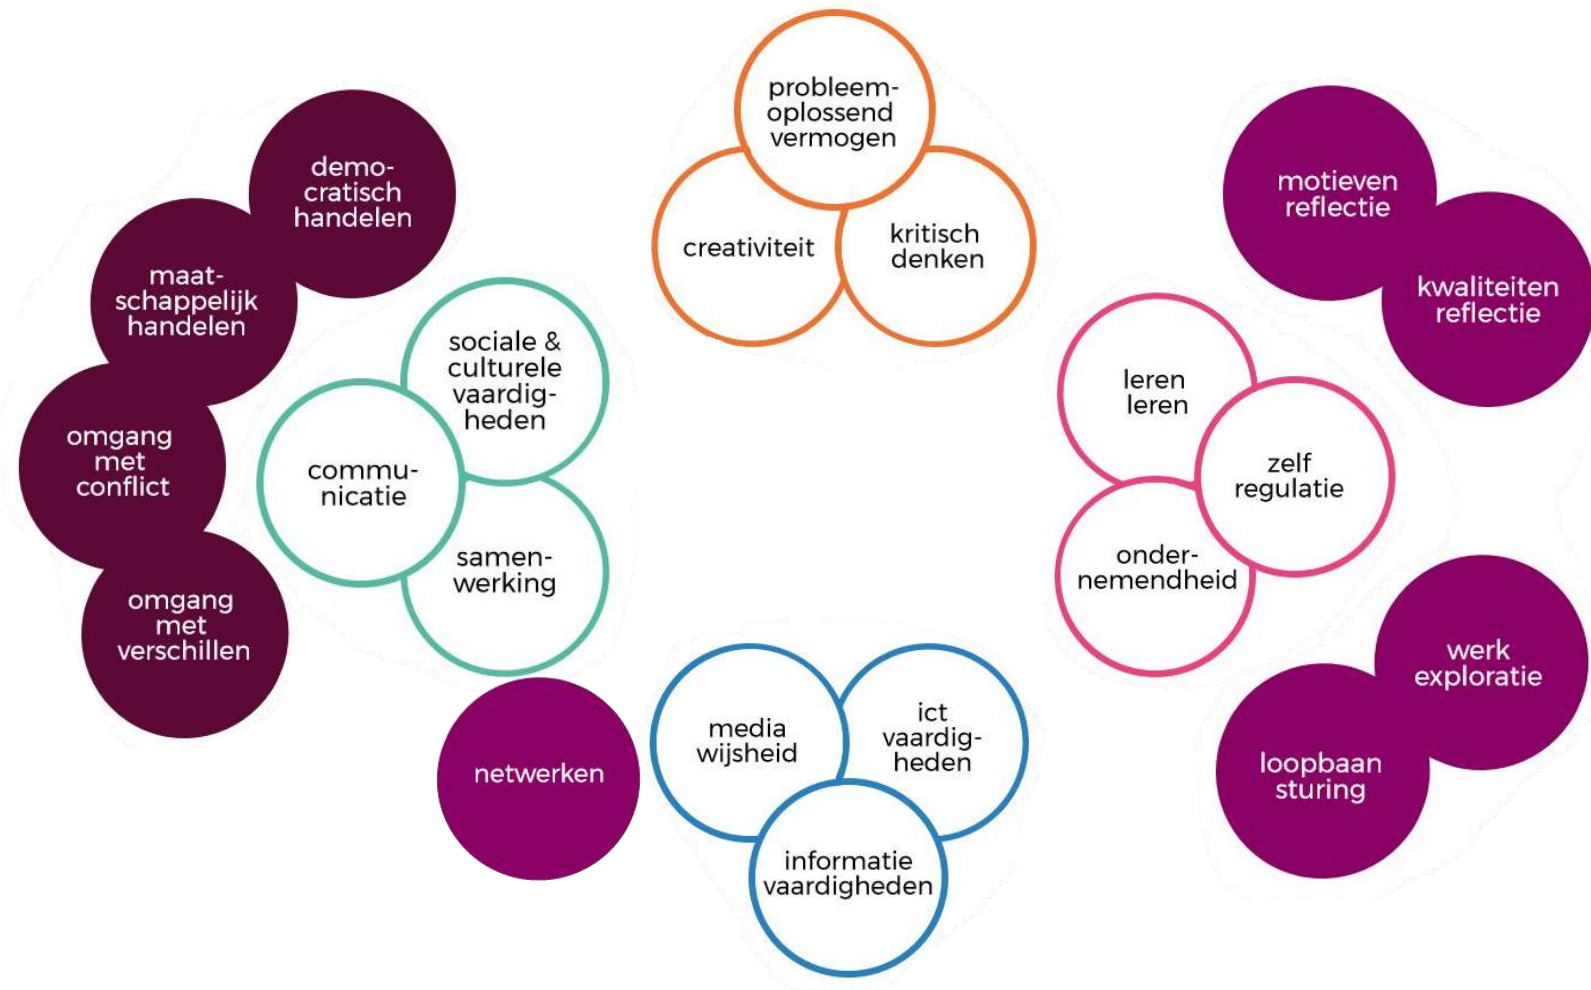 probleem-
oplossend
vermogen
creativiteit
kritisch
denken
demo-
cratisch
handelen
maat-
schappelijk
handelen
omgang
met
conflict
omgang
met
verschillen
sociale &
culturele
vaardig-
heden
commu-
nicatie
samen-
werking
netwerken
media
wijsheid
ict
vaardig-
heden
informatie
vaardigheden
leren
leren
zelf
regulatie
onder-
nemendheid
motieven
reflectie
kwaliteiten
reflectie
werk
exploratie
loopbaan
sturing